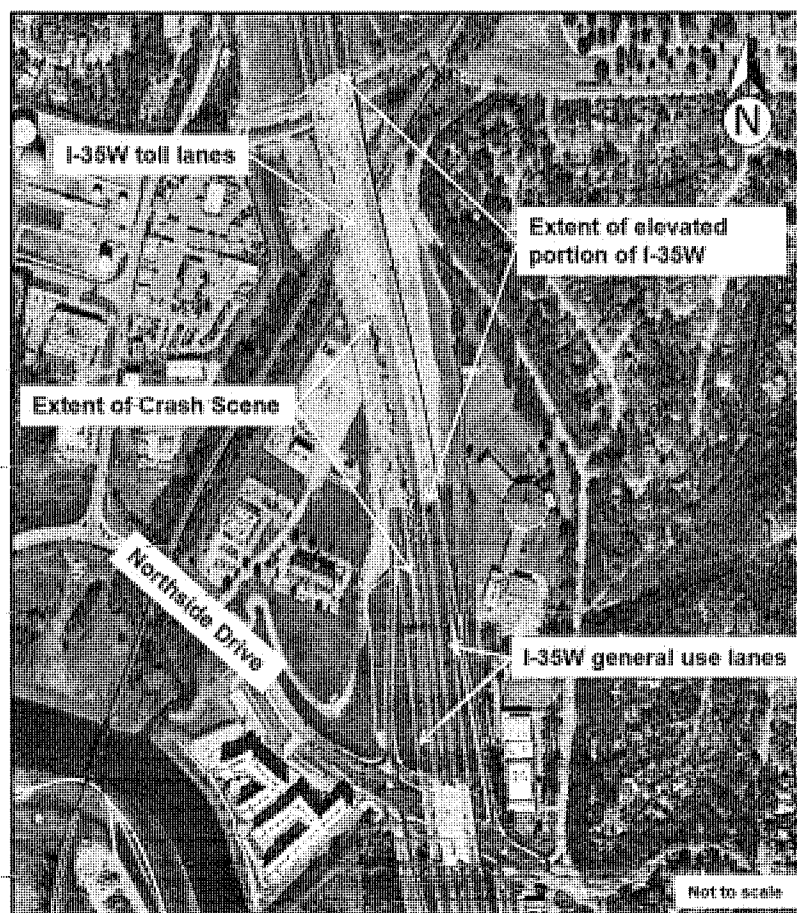 N
I-35W toll lanes
Extent of elevated
portion of I-35W
Extent of Crash Scene
Northside Drive
I-35W general use lanes
Not to scale